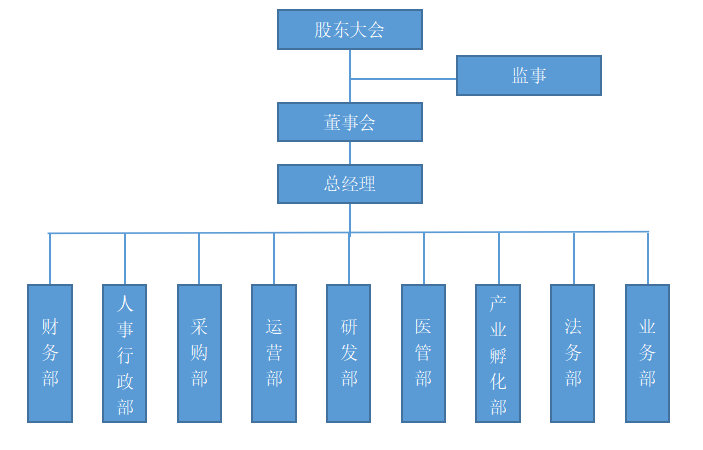 股东大会
监事
董事会
总经理
财务部
人事行政部
采购部
运营部
研发部
医管部
产业孵化部
法务部
业务部